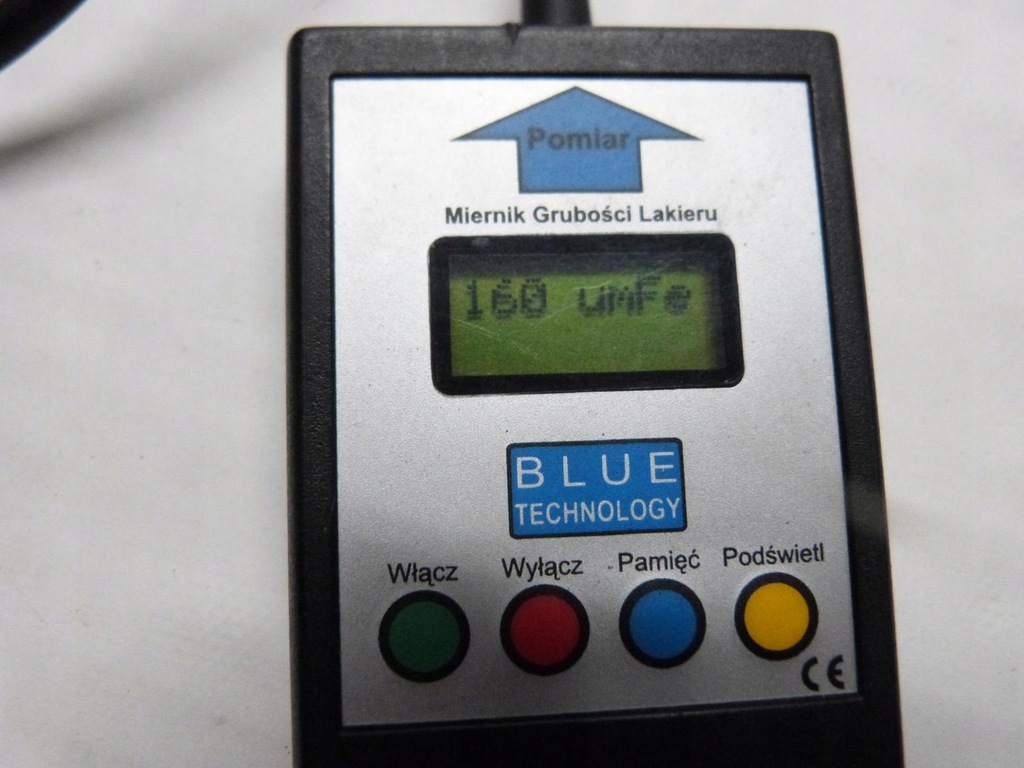 Pomiar
Miernik Grubości Lakieru
160 umFe
BLUE
TECHNOLOGY
Włącz Wyłącz Pamięć Podświetl
CE